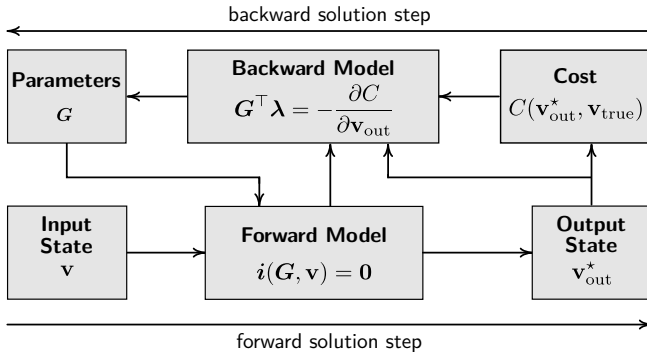 backward solution step
Parameters
G
Backward Model
G⊤λ = −∂C/∂v_out
Cost
C(v⋆_out, v_true)
Input
State
v
Forward Model
i(G, v) = 0
Output
State
v⋆_out
forward solution step